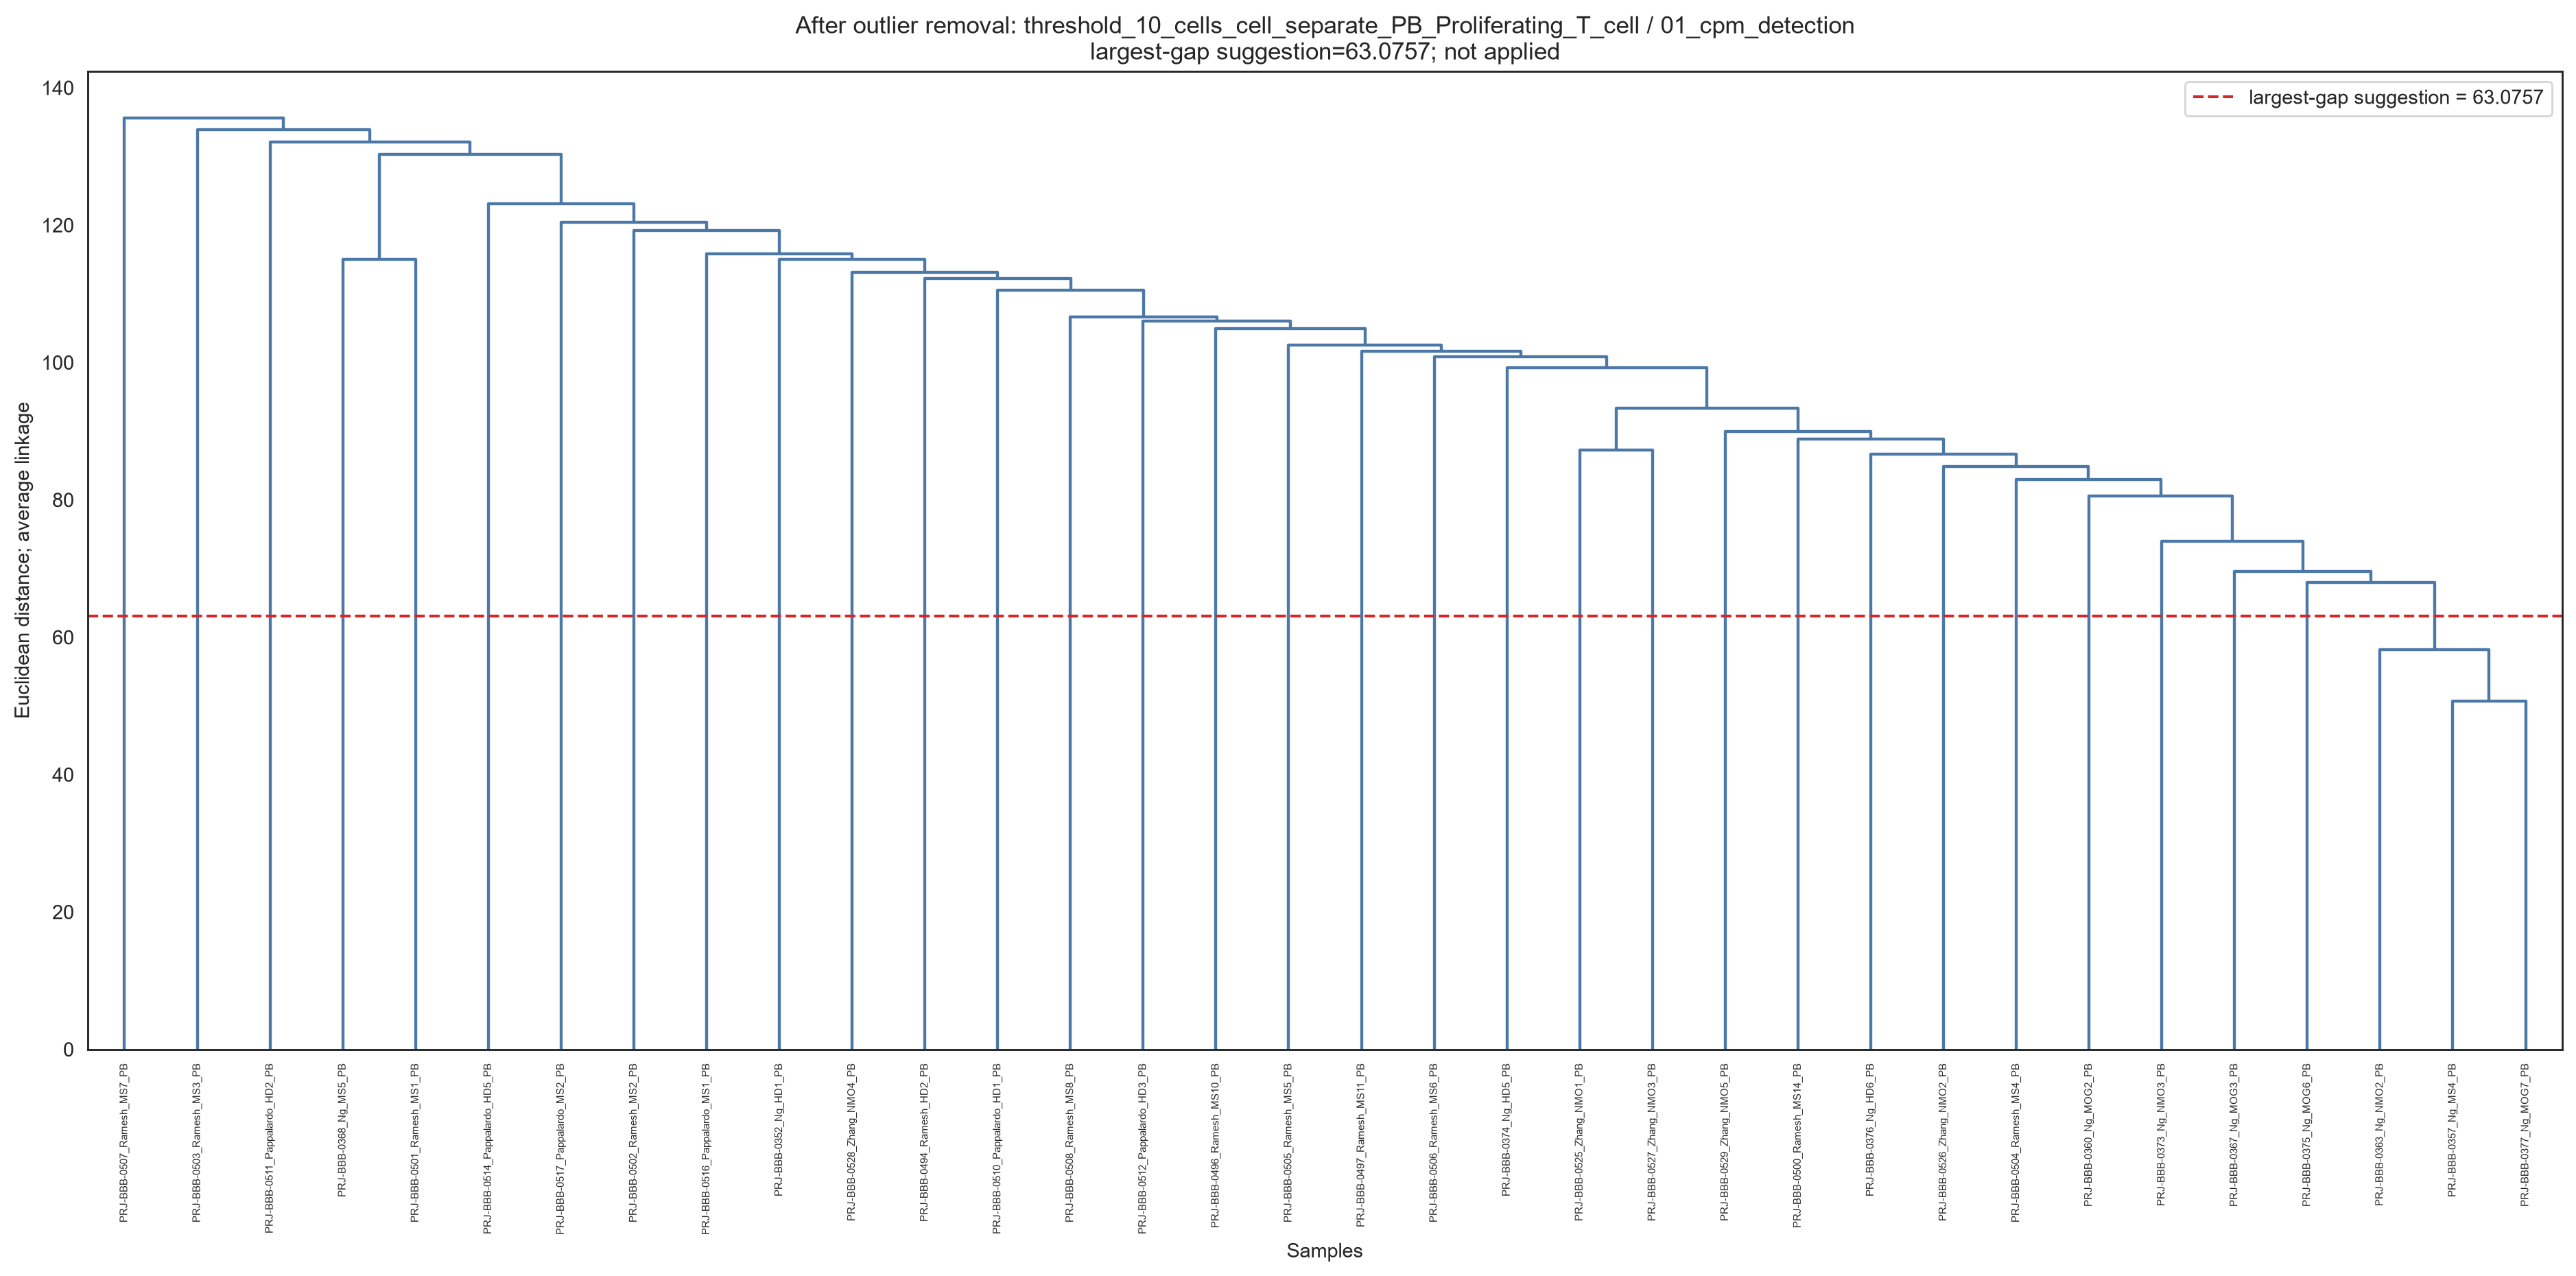 After outlier removal: threshold_10_cells_cell_separate_PB_Proliferating_T_cell / 01_cpm_detection
largest-gap suggestion=63.0757; not applied
largest-gap suggestion = 63.0757
Euclidean distance; average linkage
140
120
100
80
60
40
20
0
PRJ-BBB-0507_Ramesh_MS7_PB
PRJ-BBB-0503_Ramesh_MS3_PB
PRJ-BBB-0511_Pappalardo_HD2_PB
PRJ-BBB-0368_Ng_MS5_PB
PRJ-BBB-0501_Ramesh_MS1_PB
PRJ-BBB-0514_Pappalardo_HD5_PB
PRJ-BBB-0517_Pappalardo_MS2_PB
PRJ-BBB-0502_Ramesh_MS2_PB
PRJ-BBB-0516_Pappalardo_MS1_PB
PRJ-BBB-0352_Ng_HD1_PB
PRJ-BBB-0528_Zhang_NMO4_PB
PRJ-BBB-0494_Ramesh_HD2_PB
PRJ-BBB-0510_Pappalardo_HD1_PB
PRJ-BBB-0508_Ramesh_MS8_PB
PRJ-BBB-0512_Pappalardo_HD3_PB
PRJ-BBB-0496_Ramesh_MS10_PB
PRJ-BBB-0505_Ramesh_MS5_PB
PRJ-BBB-0497_Ramesh_MS11_PB
PRJ-BBB-0506_Ramesh_MS6_PB
PRJ-BBB-0374_Ng_HD5_PB
PRJ-BBB-0525_Zhang_NMO1_PB
PRJ-BBB-0527_Zhang_NMO3_PB
PRJ-BBB-0529_Zhang_NMO5_PB
PRJ-BBB-0500_Ramesh_MS14_PB
PRJ-BBB-0376_Ng_HD6_PB
PRJ-BBB-0526_Zhang_NMO2_PB
PRJ-BBB-0504_Ramesh_MS4_PB
PRJ-BBB-0360_Ng_MOG2_PB
PRJ-BBB-0373_Ng_NMO3_PB
PRJ-BBB-0367_Ng_MOG3_PB
PRJ-BBB-0375_Ng_MOG6_PB
PRJ-BBB-0363_Ng_NMO2_PB
PRJ-BBB-0357_Ng_MS4_PB
PRJ-BBB-0377_Ng_MOG7_PB
Samples